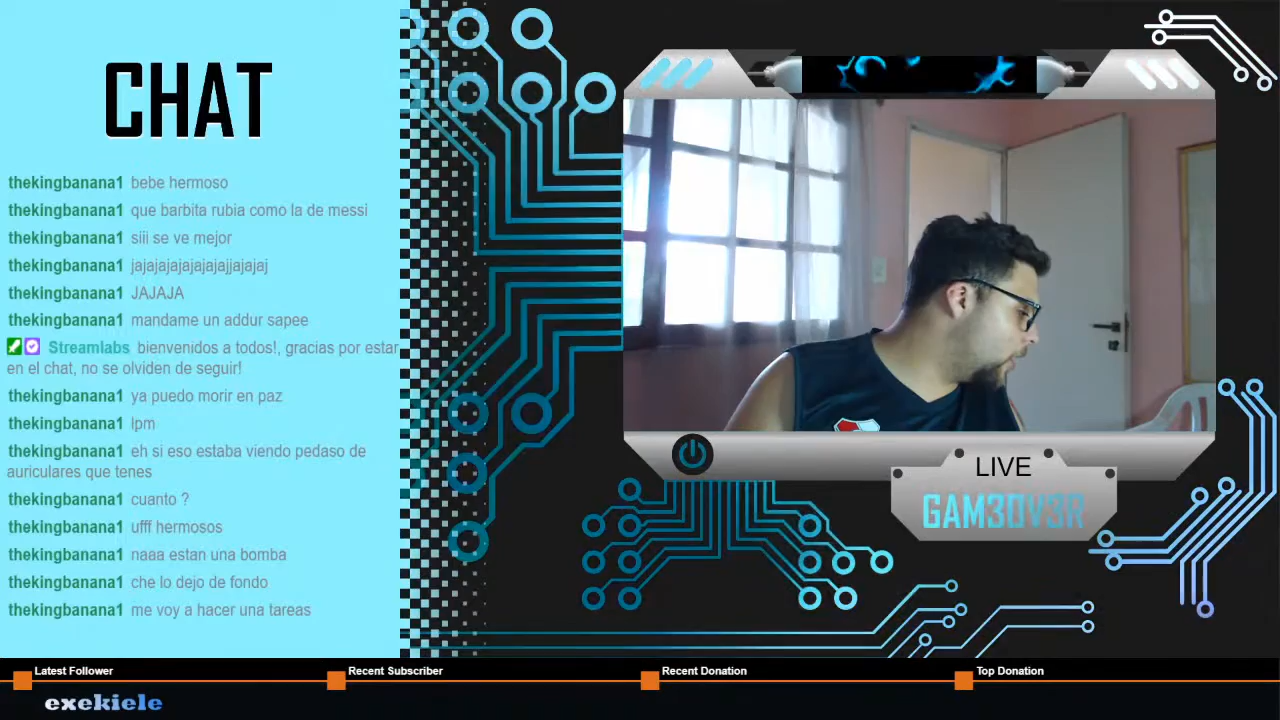 CHAT
thekingbanana1 bebe hermoso
thekingbanana1 que barbita rubia como la de messi
thekingbanana1 siii se ve mejor
thekingbanana1 jajajajajajajajjajajaj
thekingbanana1 JAJAJA
thekingbanana1 mandame un addur sapee
Streamlabs bienvenidos a todos!, gracias por estar
en el chat, no se olviden de seguir!
thekingbanana1 ya puedo morir en paz
thekingbanana1 lpm
thekingbanana1 eh si eso estaba viendo pedaso de
auriculares que tenes
thekingbanana1 cuanto ?
thekingbanana1 ufff hermosos
thekingbanana1 naaa estan una bomba
thekingbanana1 che lo dejo de fondo
thekingbanana1 me voy a hacer una tareas
LIVE
GAM3OV3R
Latest Follower
Recent Subscriber
Recent Donation
Top Donation
exekiele